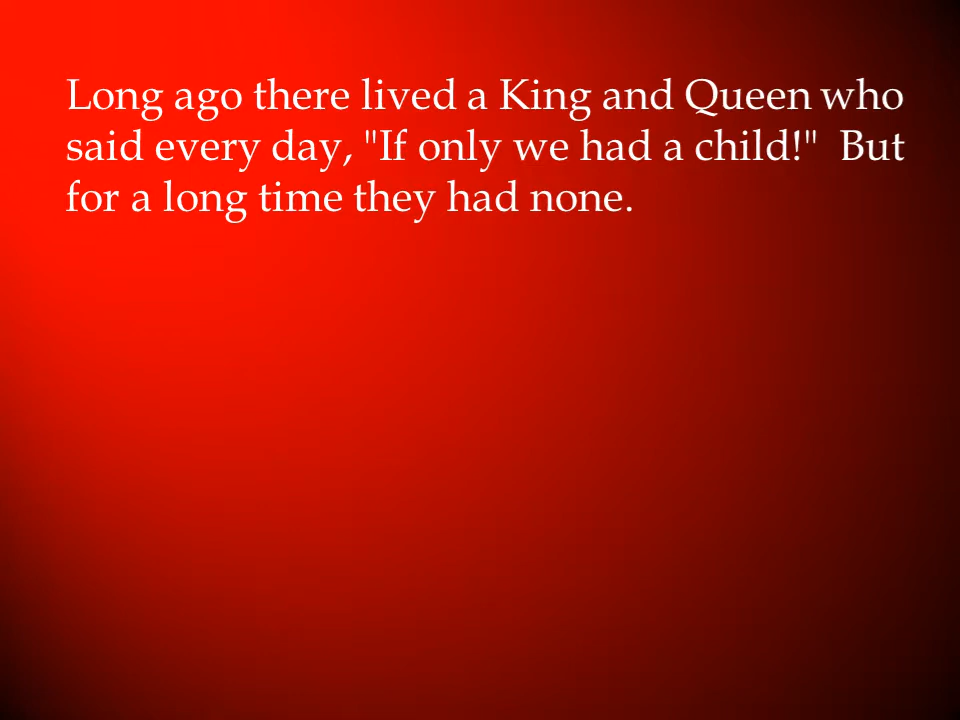 Long ago there lived a King and Queen who
said every day, "If only we had a child!"  But
for a long time they had none.